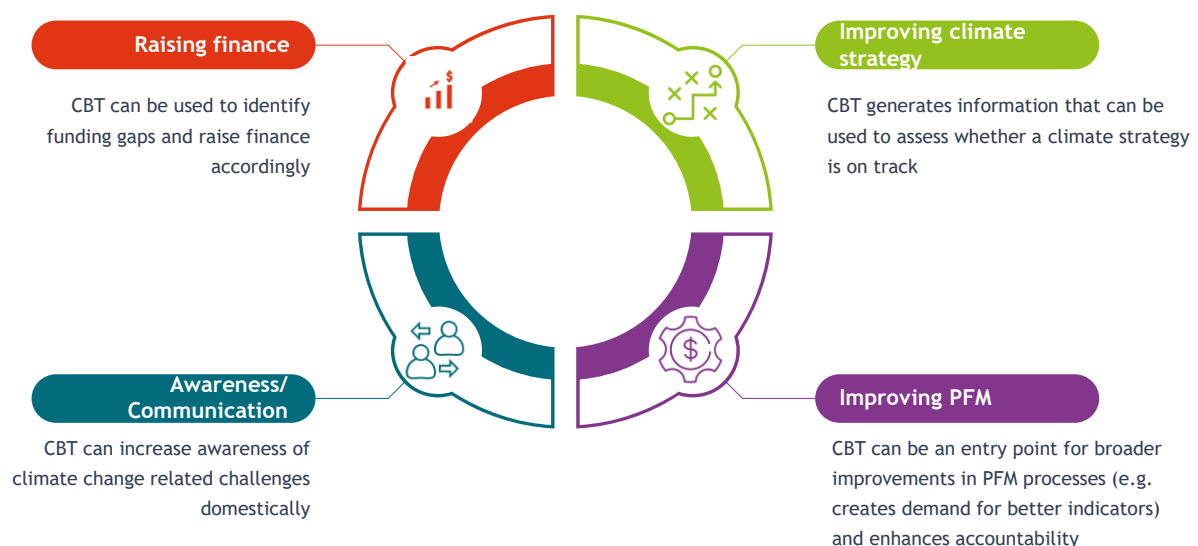 Raising finance
CBT can be used to identify
funding gaps and raise finance
accordingly
$
Improving climate
strategy
CBT generates information that can be
used to assess whether a climate strategy
is on track
Awareness/
Communication
CBT can increase awareness of
climate change related challenges
domestically
$
Improving PFM
CBT can be an entry point for broader
improvements in PFM processes (e.g.
creates demand for better indicators)
and enhances accountability